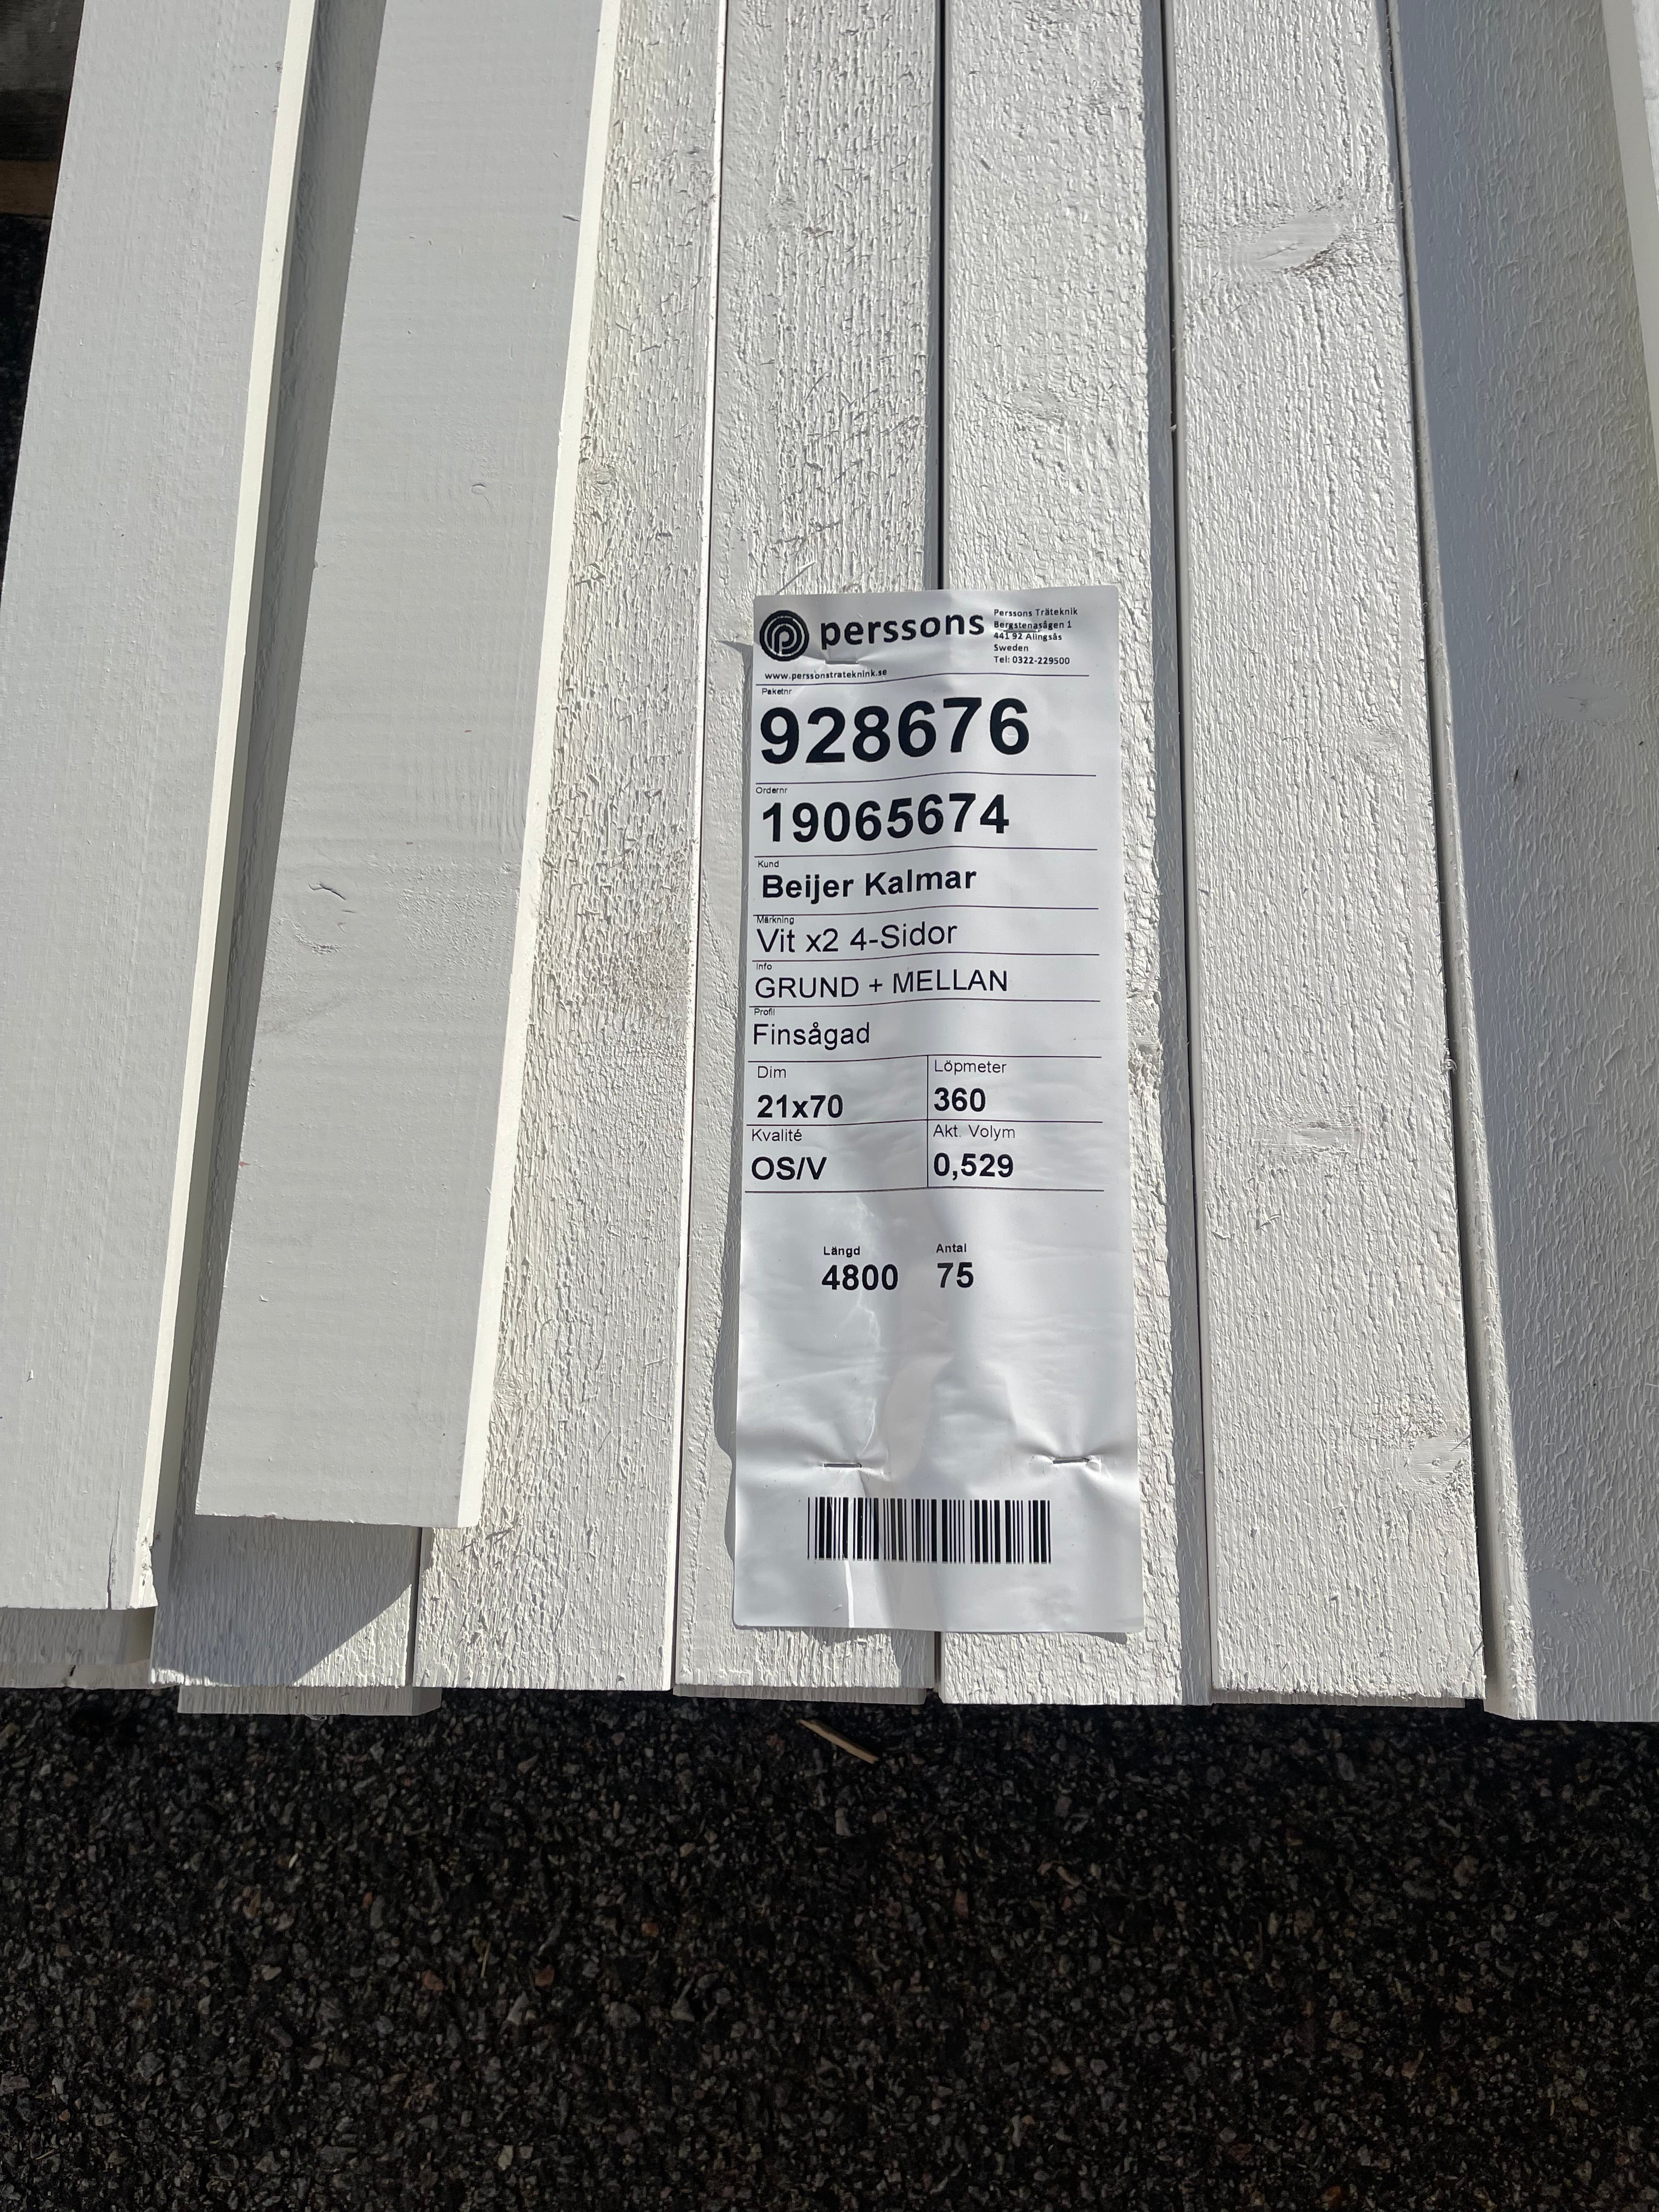 perssons
Perssons Träteknik
Bergstenasågen 1
441 92 Alingsås
Sweden
Tel: 0322-229500
www.perssonstrateknink.se
Paketnr
928676
Ordernr
19065674
Kund
Beijer Kalmar
Märkning
Vit x2 4-Sidor
Info
GRUND + MELLAN
Profil
Finsågad
Dim
21x70
Löpmeter
360
Kvalité
OS/V
Akt. Volym
0,529
Längd Antal
4800 75